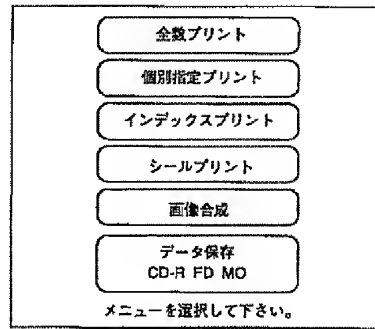 全数プリント
個別指定プリント
インデックスプリント
シールプリント
画像合成
データ保存
CD-R FD MO
メニューを選択して下さい。